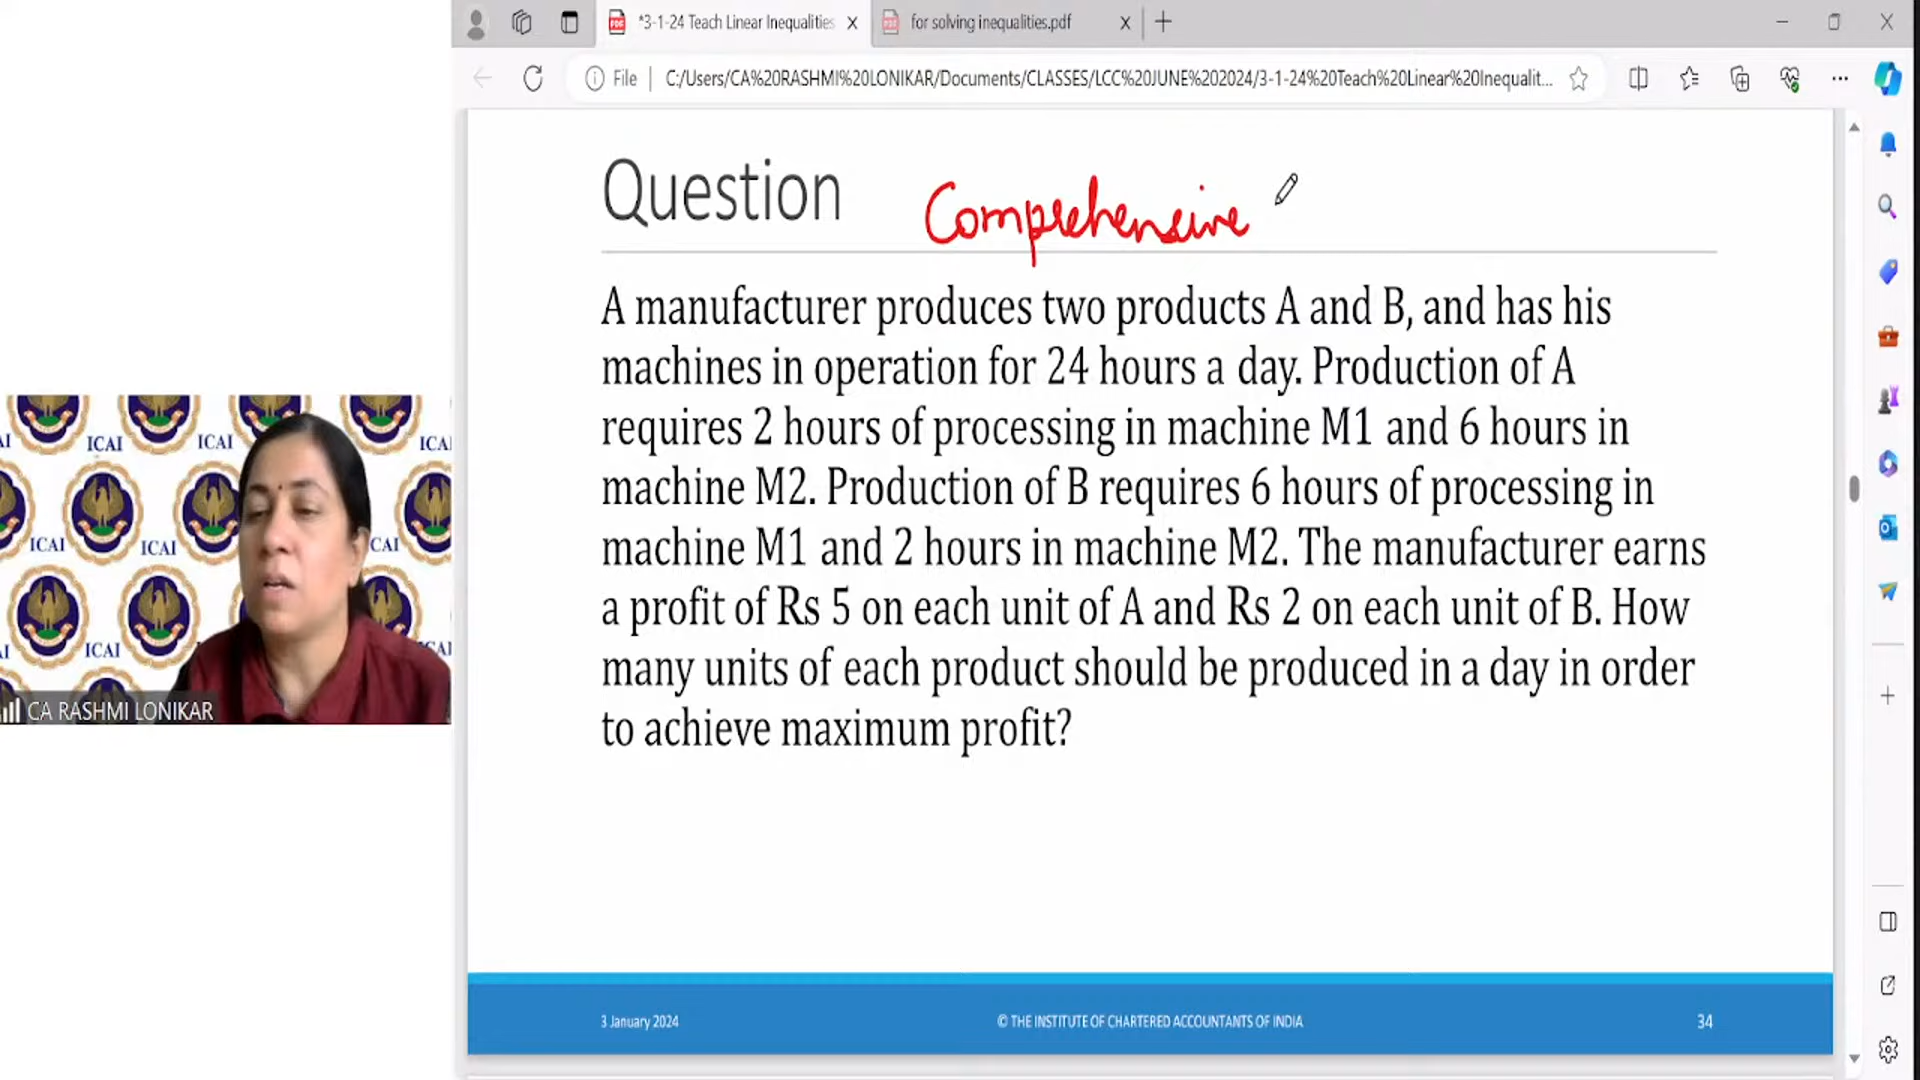 *3-1-24 Teach Linear Inequalities
for solving inequalities.pdf
File
C:/Users/CA%20RASHMI%20LONIKAR/Documents/CLASSES/LCC%20JUNE%202024/3-1-24%20Teach%20Linear%20Inequalit...
Question Comprehensive
A manufacturer produces two products A and B, and has his
machines in operation for 24 hours a day. Production of A
requires 2 hours of processing in machine M1 and 6 hours in
machine M2. Production of B requires 6 hours of processing in
machine M1 and 2 hours in machine M2. The manufacturer earns
a profit of Rs 5 on each unit of A and Rs 2 on each unit of B. How
many units of each product should be produced in a day in order
to achieve maximum profit?
ICAI ICAI ICA
ICAI ICAI CAI
ICAI
CA RASHMI LONIKAR
3 January 2024
© THE INSTITUTE OF CHARTERED ACCOUNTANTS OF INDIA
34